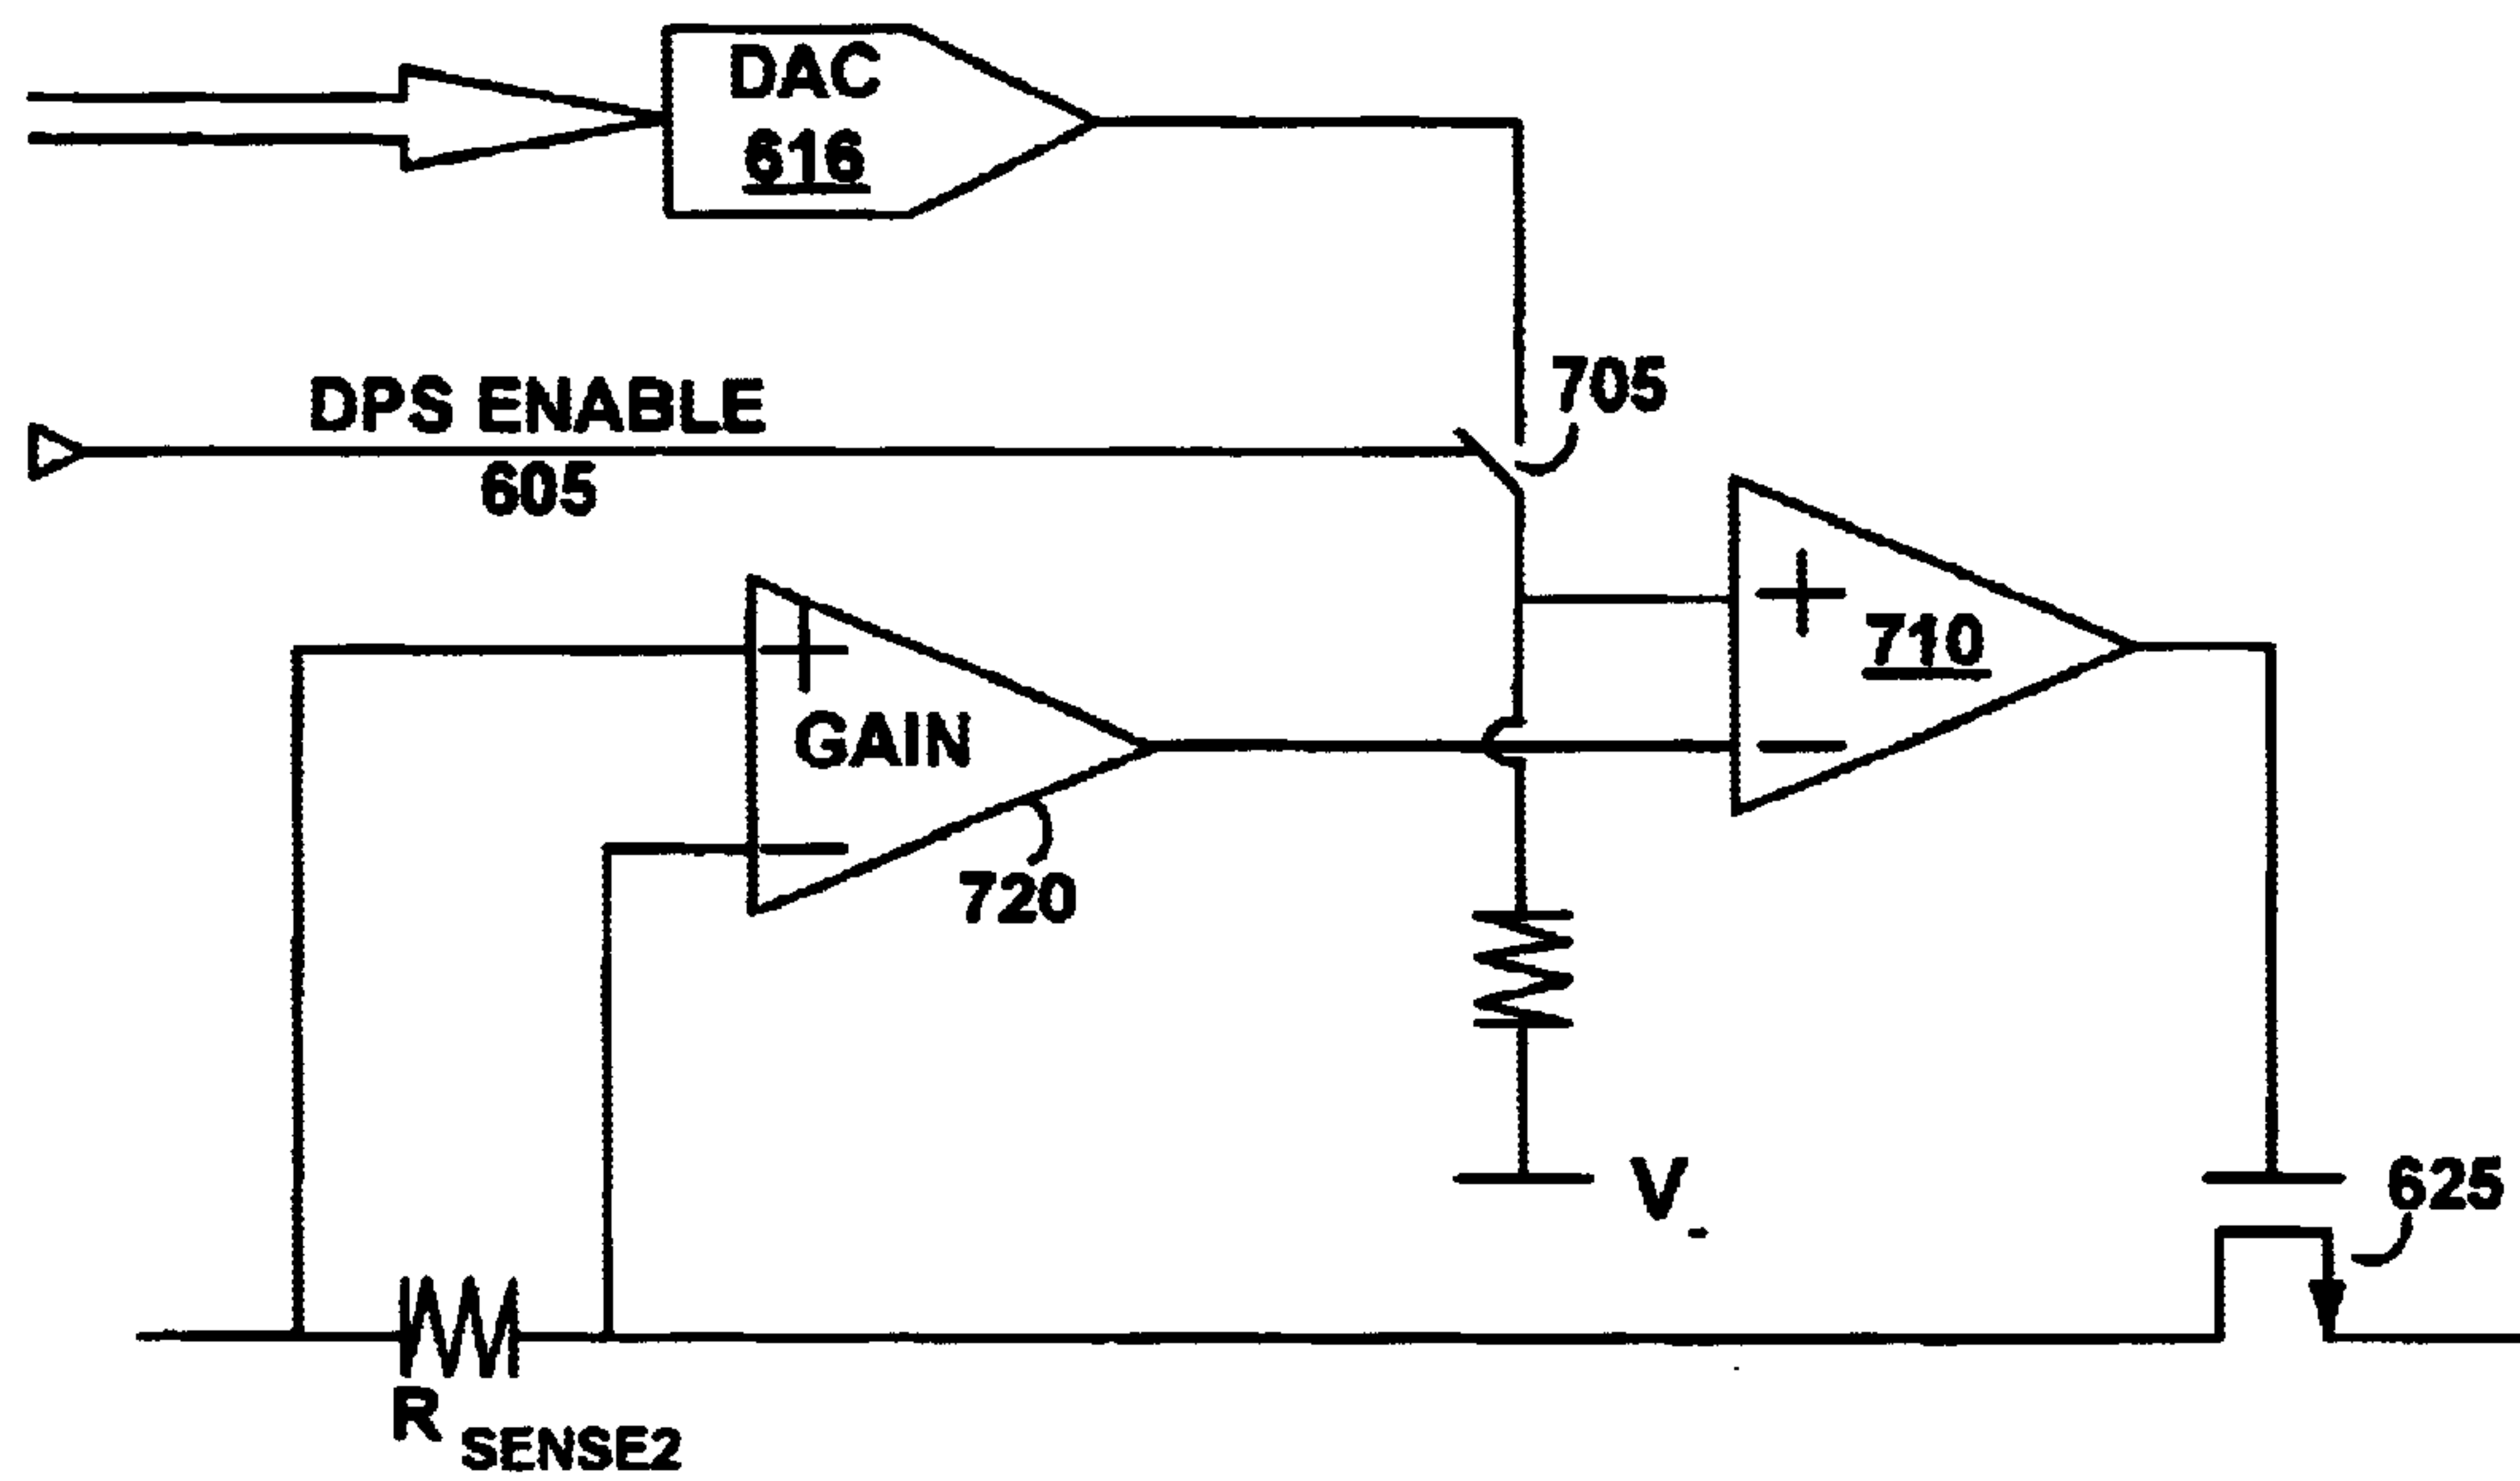 DAC
616
705
DPS ENABLE
605
+
710
+
GAIN
−
−
720
V-
625
R SENSE2